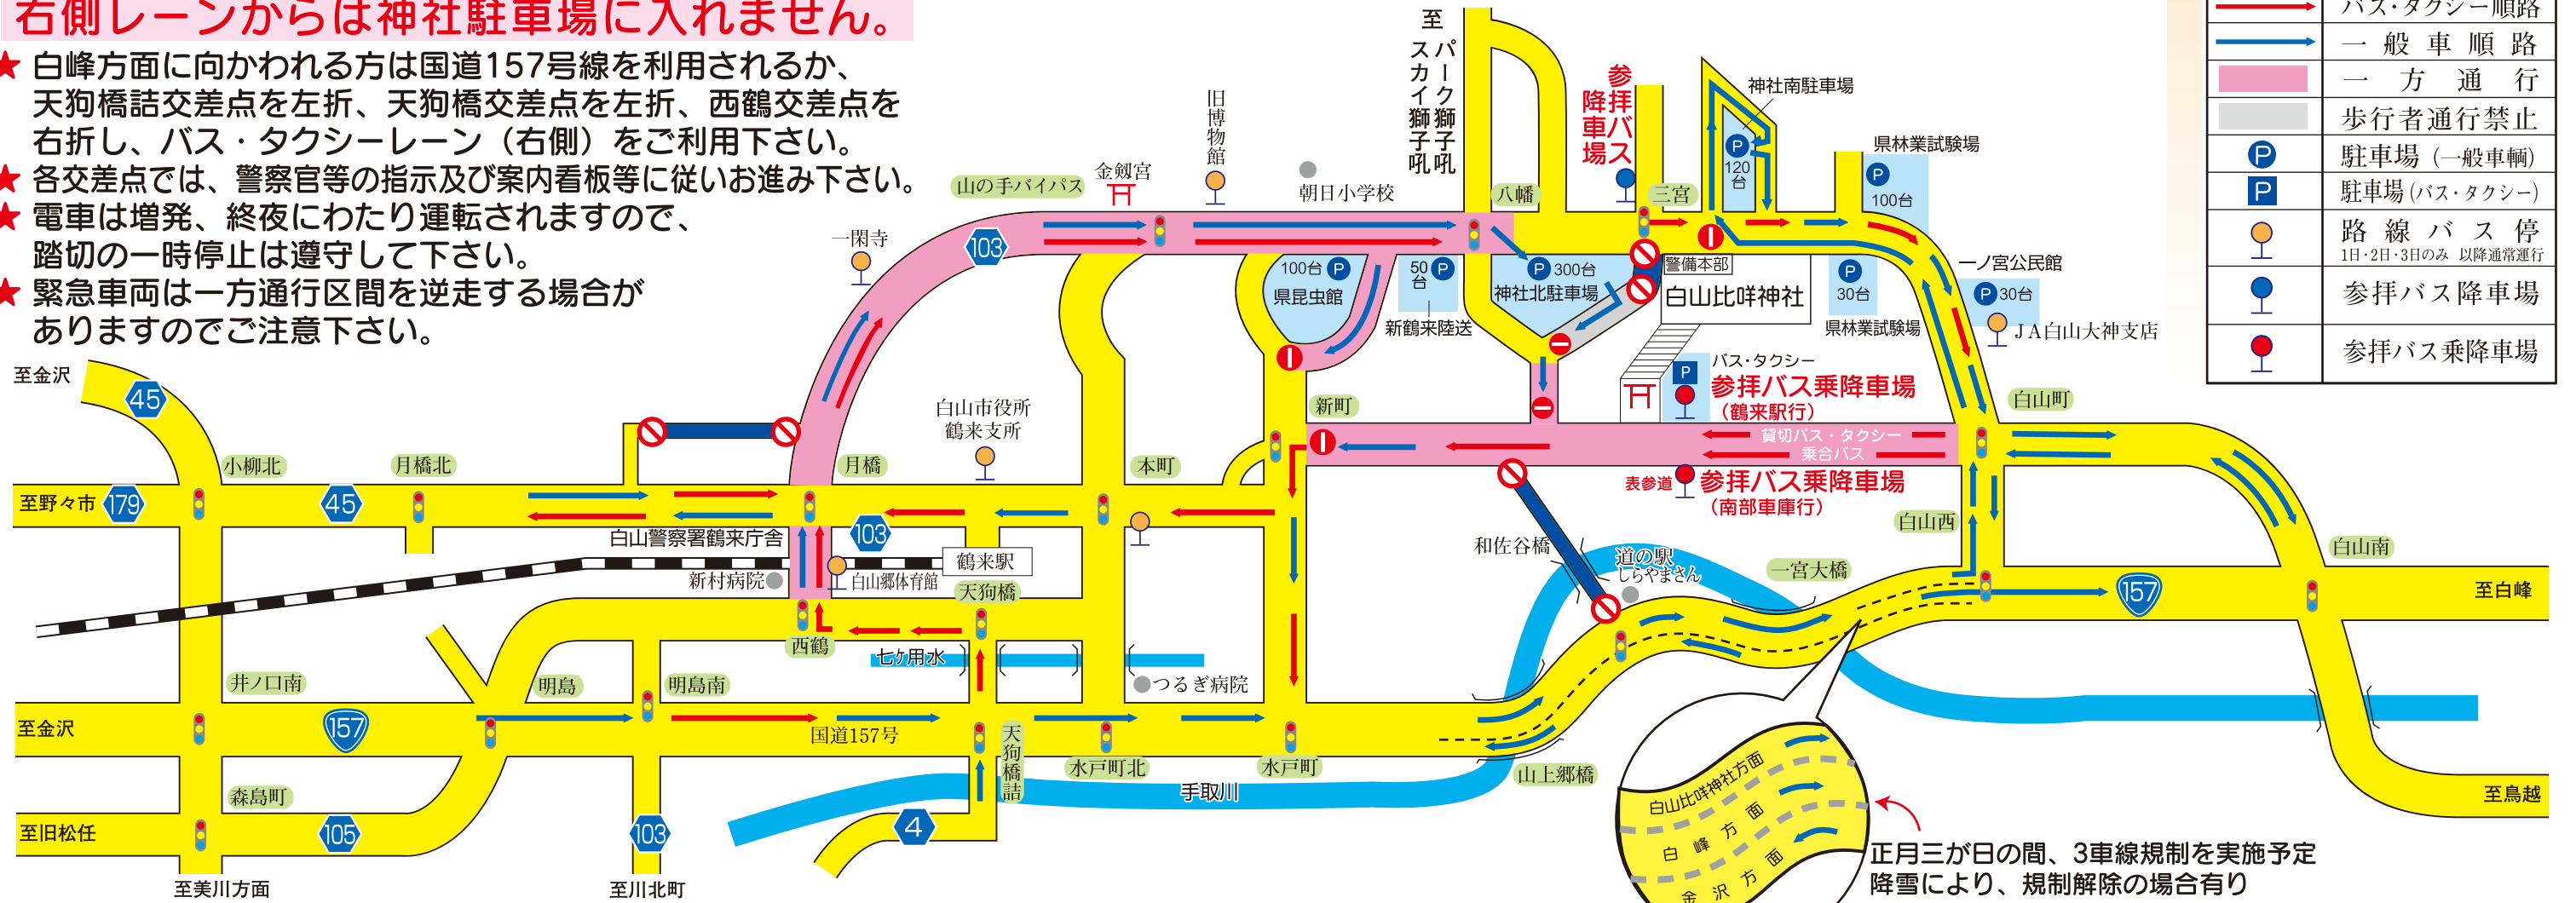 右側レーンからは神社駐車場に入れません。
★ 白峰方面に向かわれる方は国道157号線を利用されるか、
天狗橋詰交差点を左折、天狗橋交差点を左折、西鶴交差点を
右折し、バス・タクシーレーン（右側）をご利用下さい。
★ 各交差点では、警察官等の指示及び案内看板等に従いお進み下さい。
★ 電車は増発、終夜にわたり運転されますので、
踏切の一時停止は遵守して下さい。
★ 緊急車両は一方通行区間を逆走する場合が
ありますのでご注意下さい。
バス・タクシー順路
一般車順路
一方通行
歩行者通行禁止
P 駐車場（一般車輌）
P 駐車場(バス・タクシー)
路線バス停
1日・2日・3日のみ 以降通常運行
参拝バス降車場
参拝バス乗降車場
至
パーク獅子吼
スカイ獅子吼
参拝バス
降車場
神社南駐車場
P
120
台
県林業試験場
P
100台
旧博物館
金剱宮
山の手バイパス
朝日小学校
八幡
三宮
一閑寺
103
100台 P
県昆虫館
50
台
P
新鶴来陸送
P 300台
神社北駐車場
警備本部
白山比咩神社
P
30台
県林業試験場
一ノ宮公民館
P 30台
JA白山大神支店
バス・タクシー
P
参拝バス乗降車場
（鶴来駅行）
新町
白山町
貸切バス・タクシー
乗合バス
表参道
参拝バス乗降車場
（南部車庫行）
至金沢
45
小柳北
月橋北
月橋
白山市役所
鶴来支所
本町
至野々市
179
45
103
白山警察署鶴来庁舎
新村病院
白山郷体育館
鶴来駅
天狗橋
西鶴
七ケ用水
つるぎ病院
和佐谷橋
道の駅
しらやまさん
一宮大橋
白山西
白山南
157
至白峰
井ノ口南
明島
明島南
至金沢
157
国道157号
天狗橋詰
水戸町北
水戸町
山上郷橋
手取川
森島町
至旧松任
105
103
4
至美川方面
至川北町
至鳥越
白山比咩神社方面
白峰方面
金沢方面
正月三が日の間、3車線規制を実施予定
降雪により、規制解除の場合有り